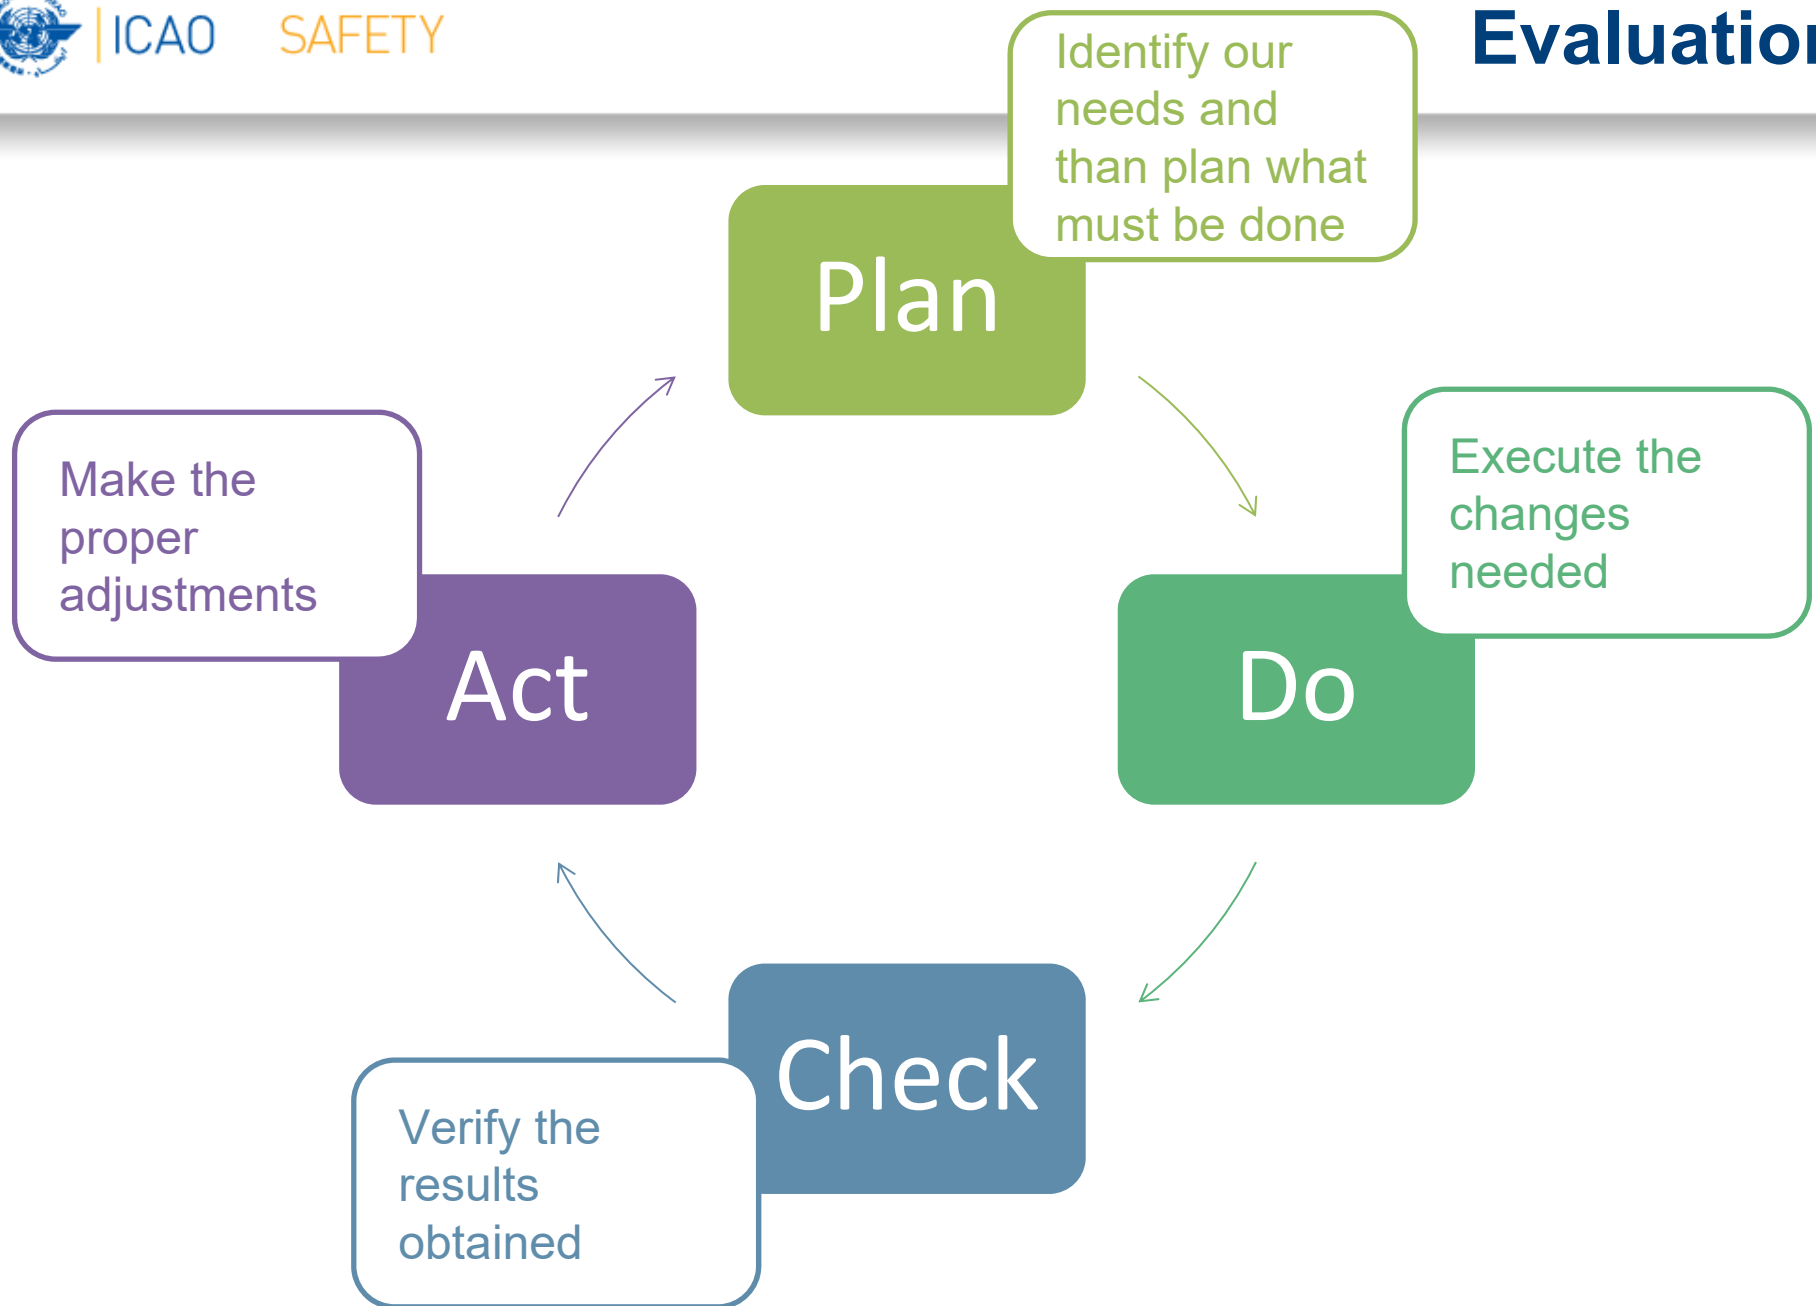 ICAO SAFETY
Evaluation
Identify our
needs and
than plan what
must be done
Plan
Execute the
changes
needed
Do
Verify the
results
obtained
Check
Make the
proper
adjustments
Act